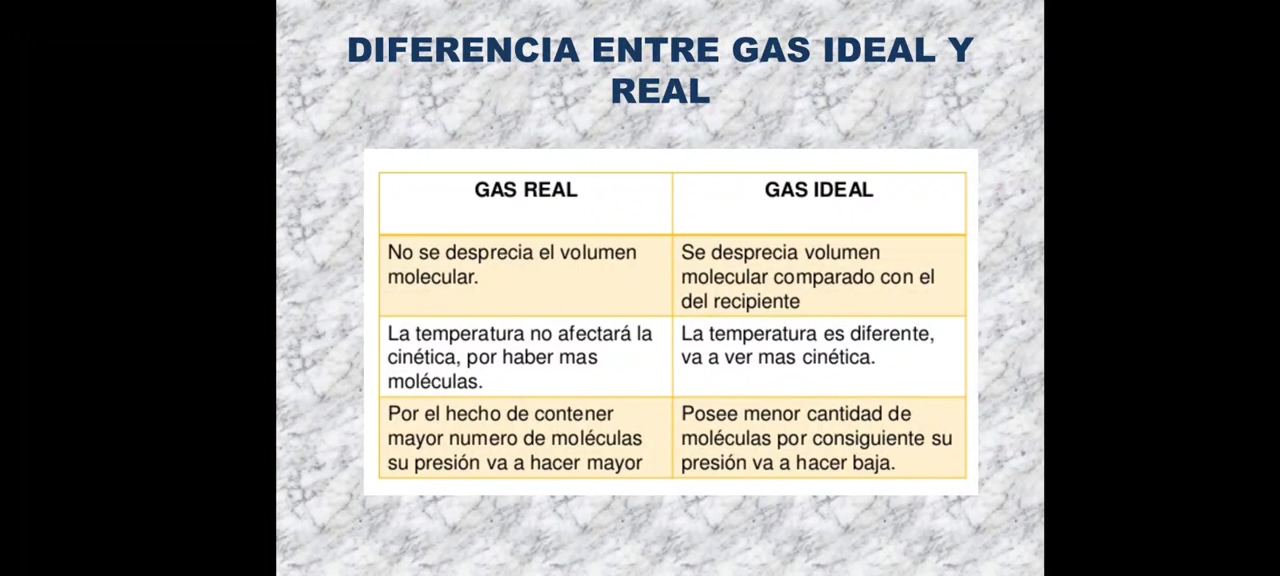 DIFERENCIA ENTRE GAS IDEAL Y
REAL
GAS REAL
GAS IDEAL
No se desprecia el volumen
molecular.
Se desprecia volumen
molecular comparado con el
del recipiente
La temperatura no afectará la
cinética, por haber mas
moléculas.
La temperatura es diferente,
va a ver mas cinética.
Por el hecho de contener
mayor numero de moléculas
su presión va a hacer mayor
Posee menor cantidad de
moléculas por consiguiente su
presión va a hacer baja.